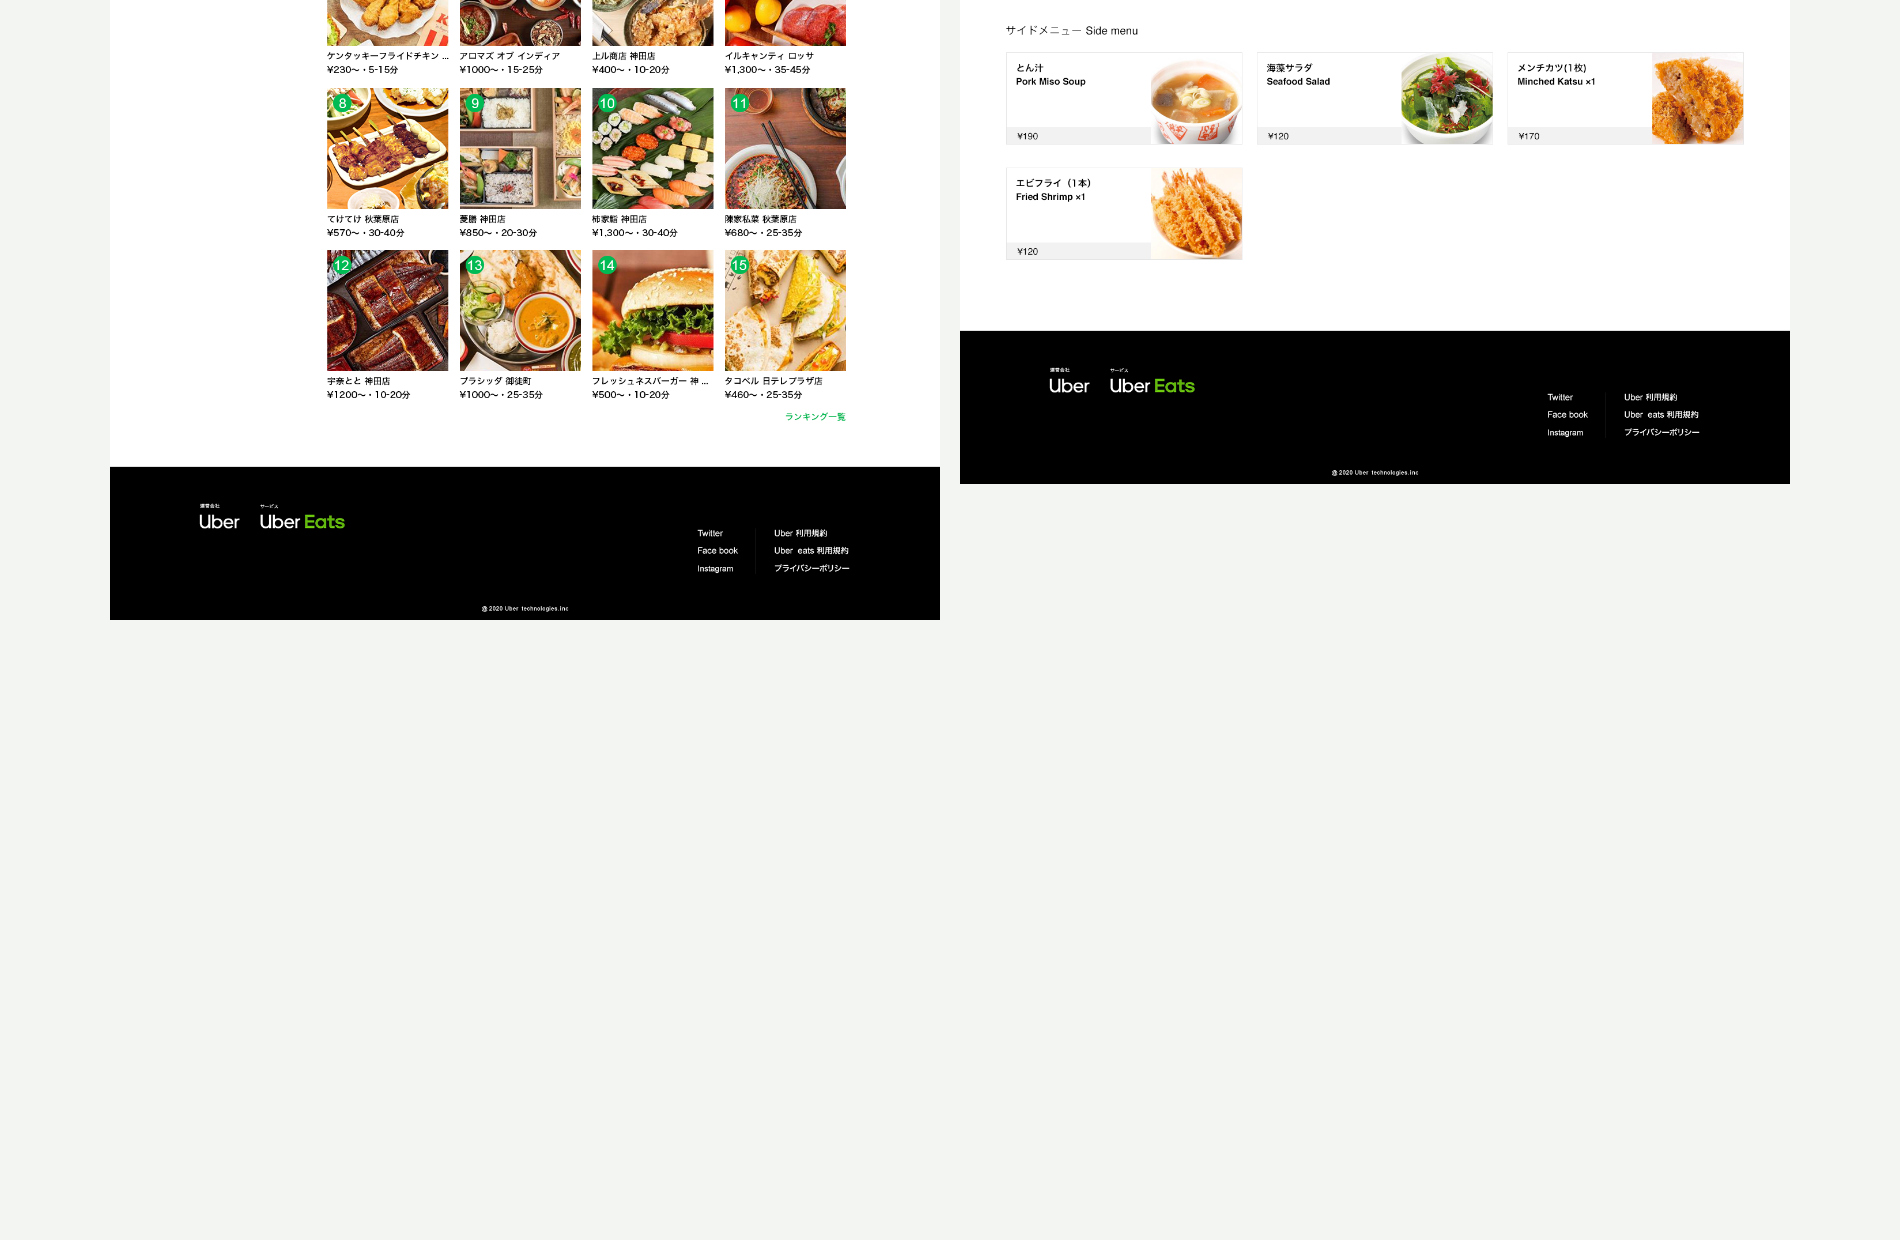 ケンタッキーフライドチキン ...
¥230〜・5-15分
アロマズ オブ インディア
¥1000〜・15-25分
上ル商店 神田店
¥400〜・10-20分
イルキャンティ ロッサ
¥1,300〜・35-45分
8
てけてけ 秋葉原店
¥570〜・30-40分
9
菱膳 神田店
¥850〜・20-30分
10
柿家鮨 神田店
¥1,300〜・30-40分
11
陳家私菜 秋葉原店
¥680〜・25-35分
12
宇奈とと 神田店
¥1200〜・10-20分
13
プラシッダ 御徒町
¥1000〜・25-35分
14
フレッシュネスバーガー 神 ...
¥500〜・10-20分
15
タコベル 日テレプラザ店
¥460〜・25-35分
ランキング一覧
運営会社
Uber
サービス
Uber Eats
Twitter
Face book
Instagram
Uber 利用規約
Uber eats 利用規約
プライバシーポリシー
@ 2020 Uber technologies.inc
サイドメニュー Side menu
とん汁
Pork Miso Soup
¥190
海藻サラダ
Seafood Salad
¥120
メンチカツ(1枚)
Minched Katsu ×1
¥170
エビフライ（1本）
Fried Shrimp ×1
¥120
運営会社
Uber
サービス
Uber Eats
Twitter
Face book
Instagram
Uber 利用規約
Uber eats 利用規約
プライバシーポリシー
@ 2020 Uber technologies.inc